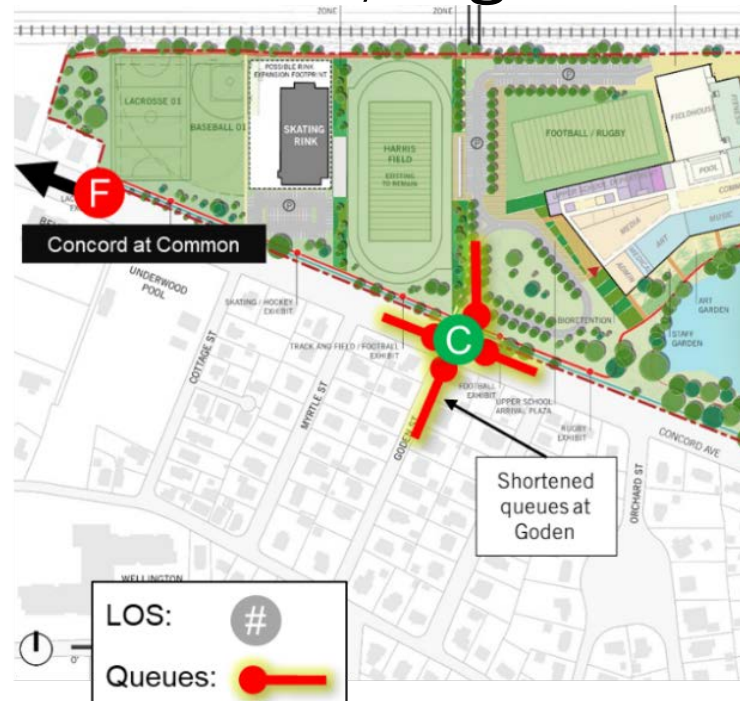 ZONE
ZONE
POSSIBLE RINK
EXPANSION FOOTPRINT
LACROSSE 01
BASEBALL 01
SKATING
RINK
P
HARRIS
FIELD
EXISTING
TO REMAIN
P
P
FOOTBALL / RUGBY
FIELDHOUSE
POOL
MEDIA
ART
MUSIC
ADMIN
MEDICAL
F
Concord at Common
UNDERWOOD
POOL
SKATING / HOCKEY
EXHIBIT
TRACK AND FIELD / FOOTBALL
EXHIBIT
C
BIORETENTION
ART
GARDEN
STAFF
GARDEN
FOOTBALL
EXHIBIT
UPPER SCHOOL
ARRIVAL PLAZA
RUGBY
EXHIBIT
CONCORD AVE
COTTAGE ST
MYRTLE ST
GODEN ST
ORCHARD ST
Shortened
queues at
Goden
WELLINGTON
LOS:
#
Queues:
0'